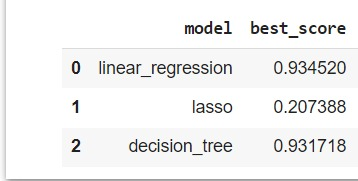 model best_score
0 linear_regression 0.934520
1 lasso 0.207388
2 decision_tree 0.931718